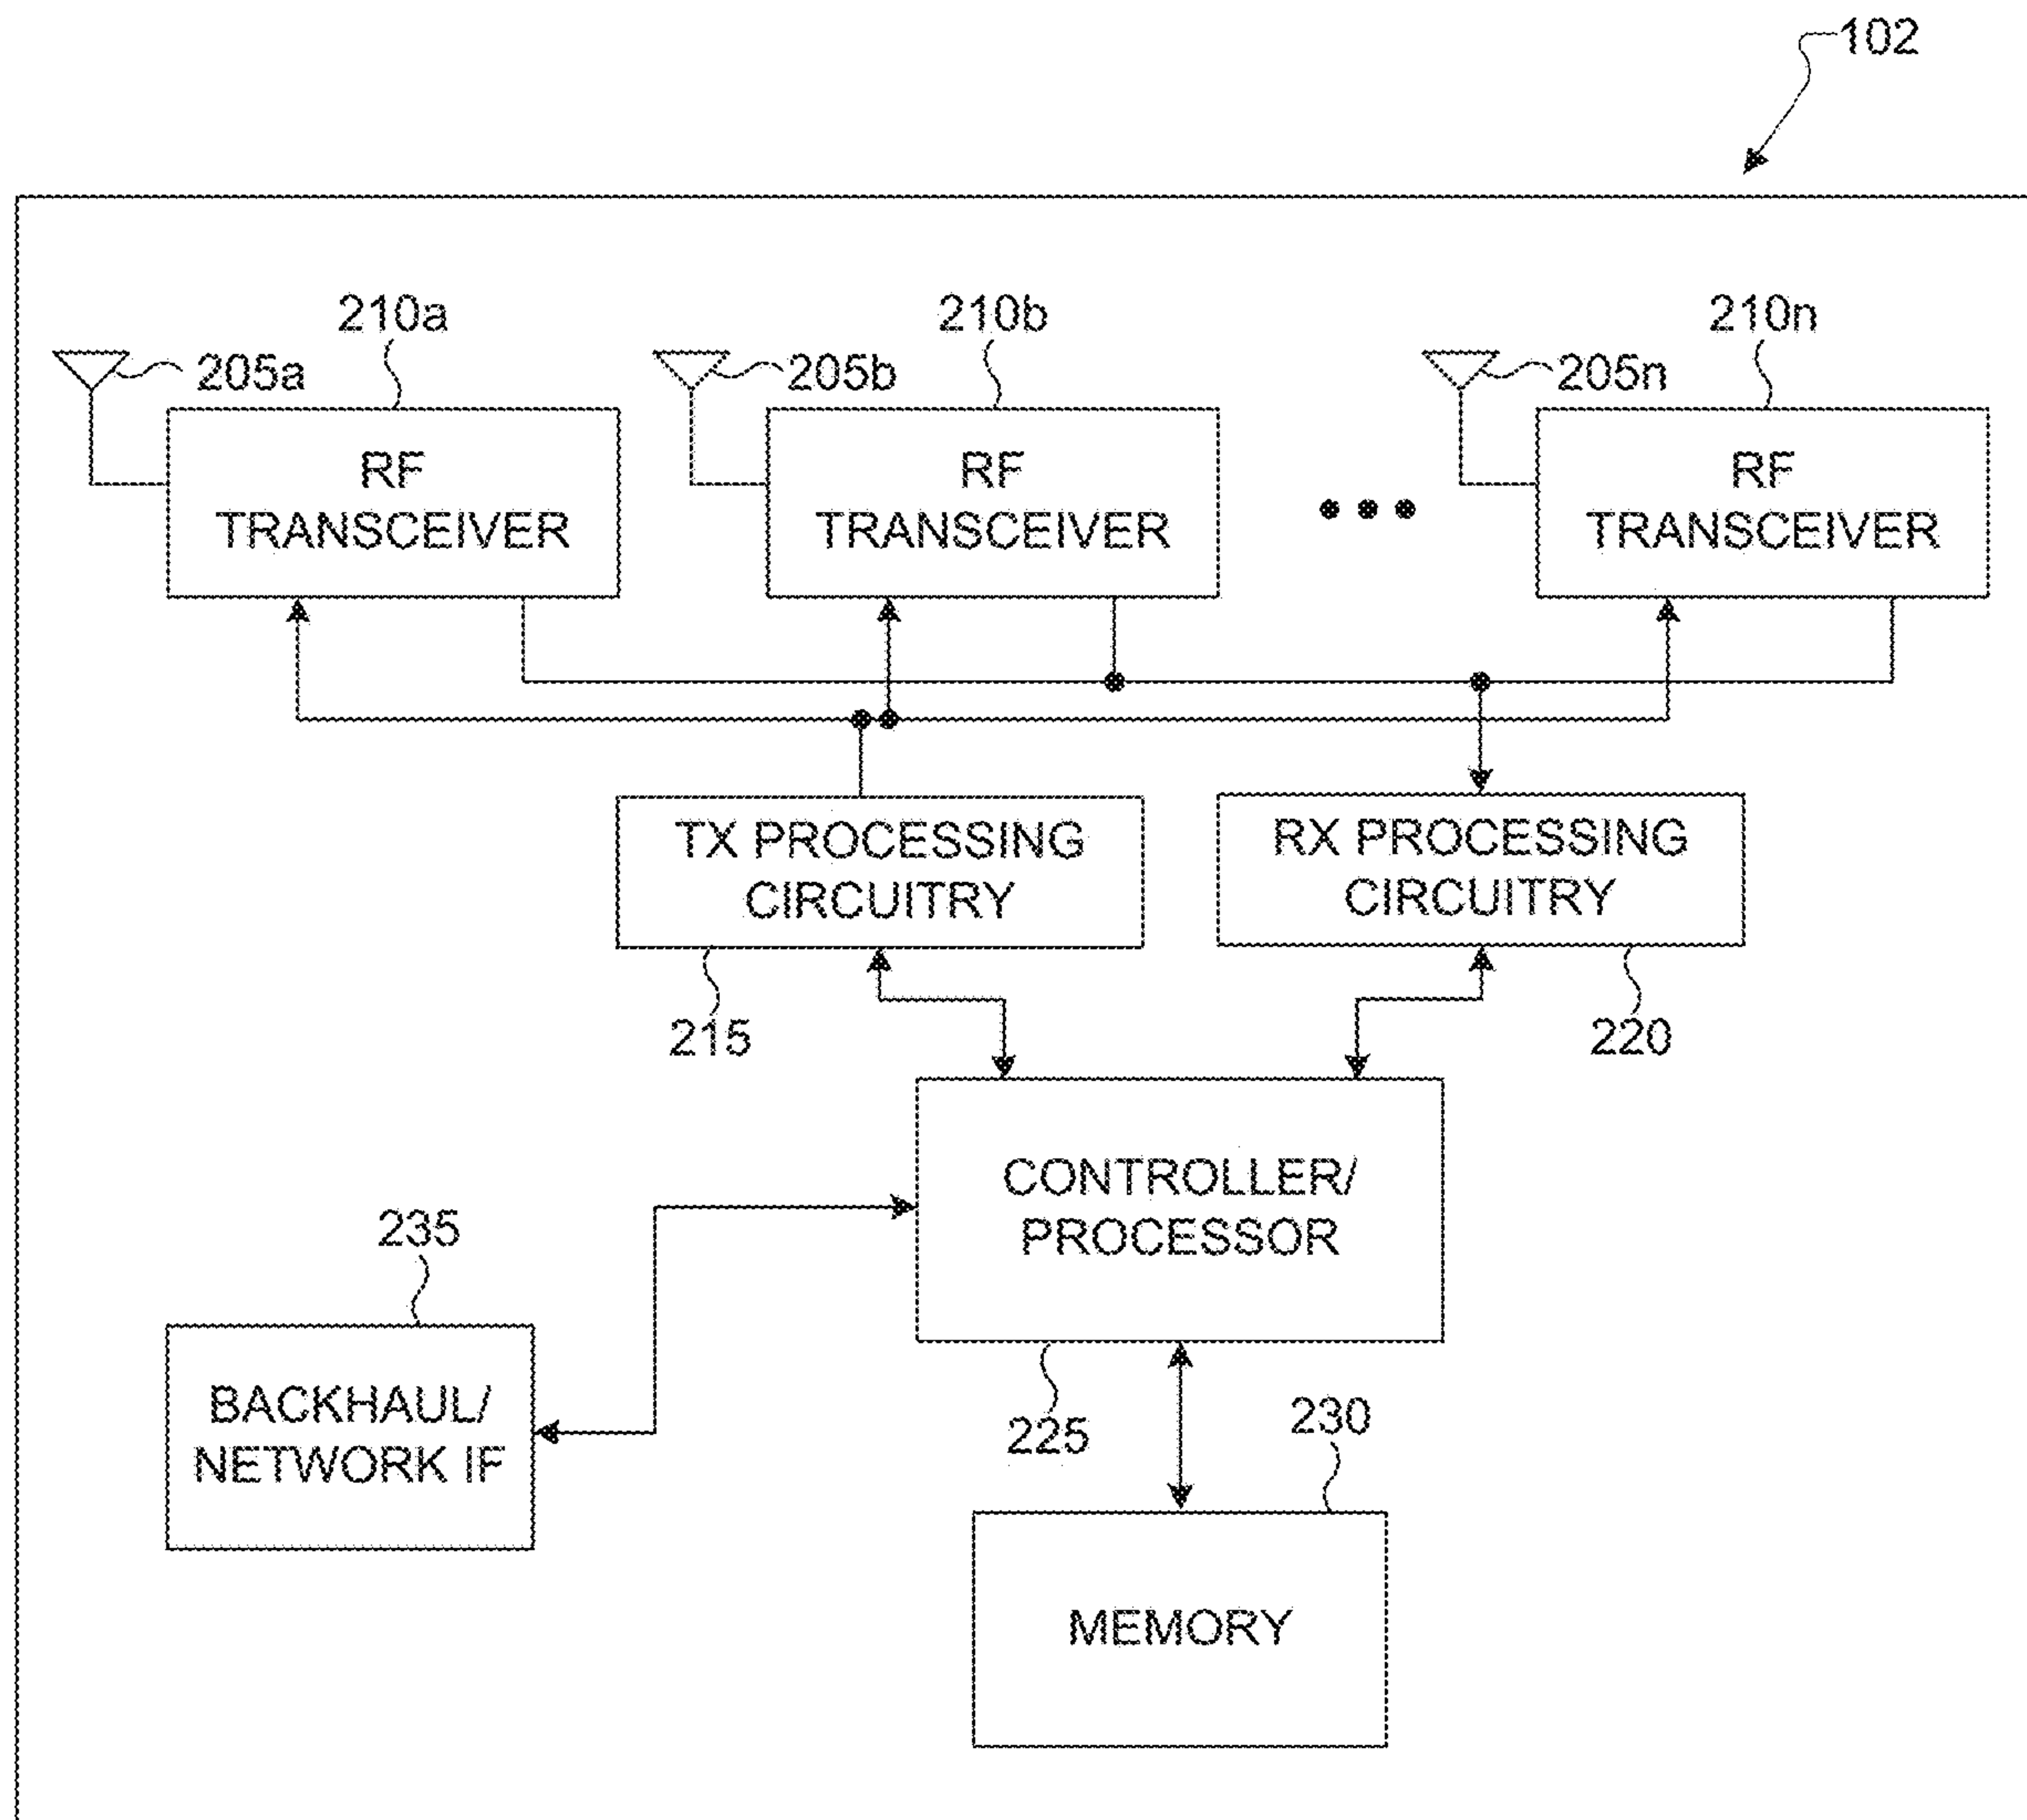 102
210a
210b
210n
205a
205b
205n
RF
TRANSCEIVER
RF
TRANSCEIVER
RF
TRANSCEIVER
TX PROCESSING
CIRCUITRY
RX PROCESSING
CIRCUITRY
215
220
CONTROLLER/
PROCESSOR
235
225
230
BACKHAUL/
NETWORK IF
MEMORY